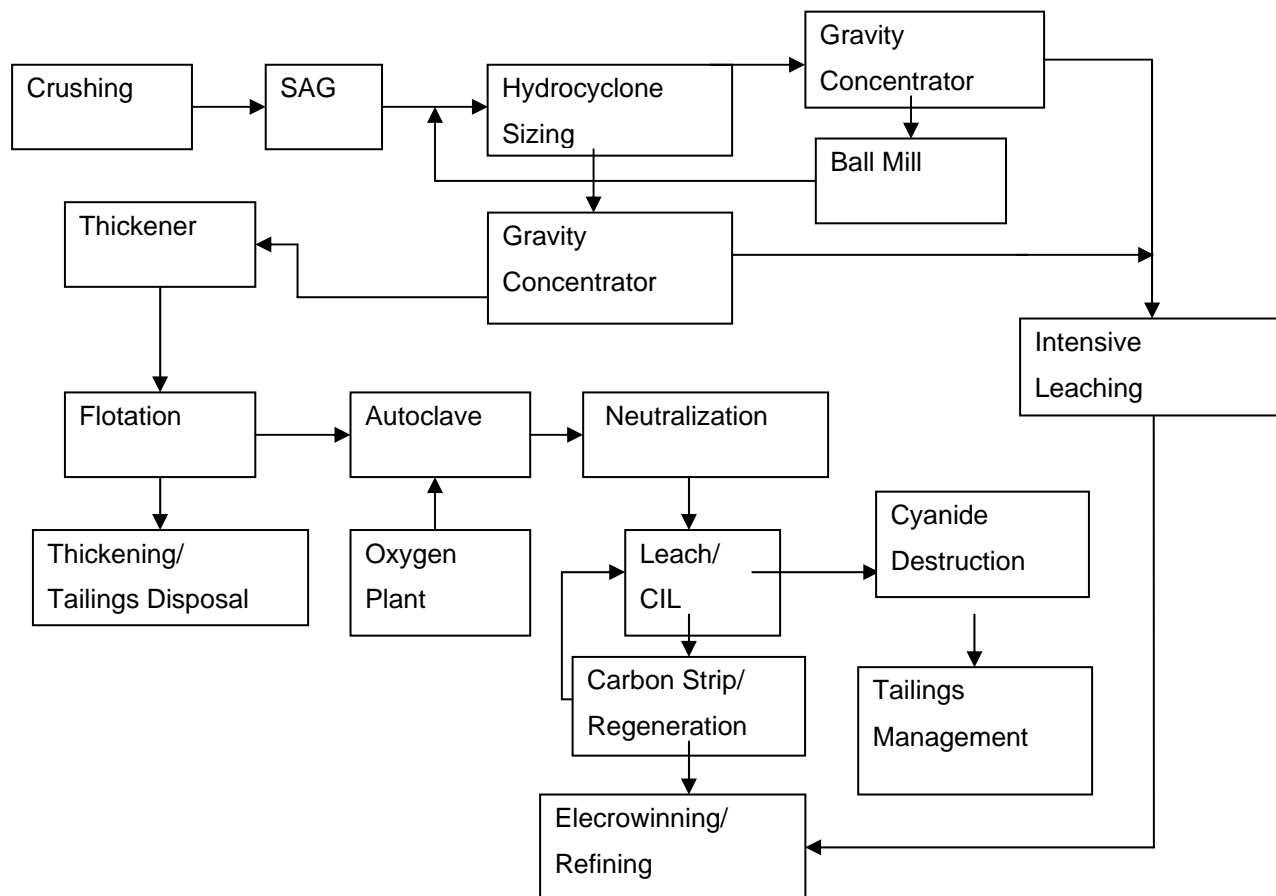 Crushing
SAG
Hydrocyclone
Sizing
Gravity
Concentrator
Ball Mill
Thickener
Gravity
Concentrator
Intensive
Leaching
Flotation
Autoclave
Neutralization
Thickening/
Tailings Disposal
Oxygen
Plant
Leach/
CIL
Cyanide
Destruction
Carbon Strip/
Regeneration
Tailings
Management
Elecrowinning/
Refining